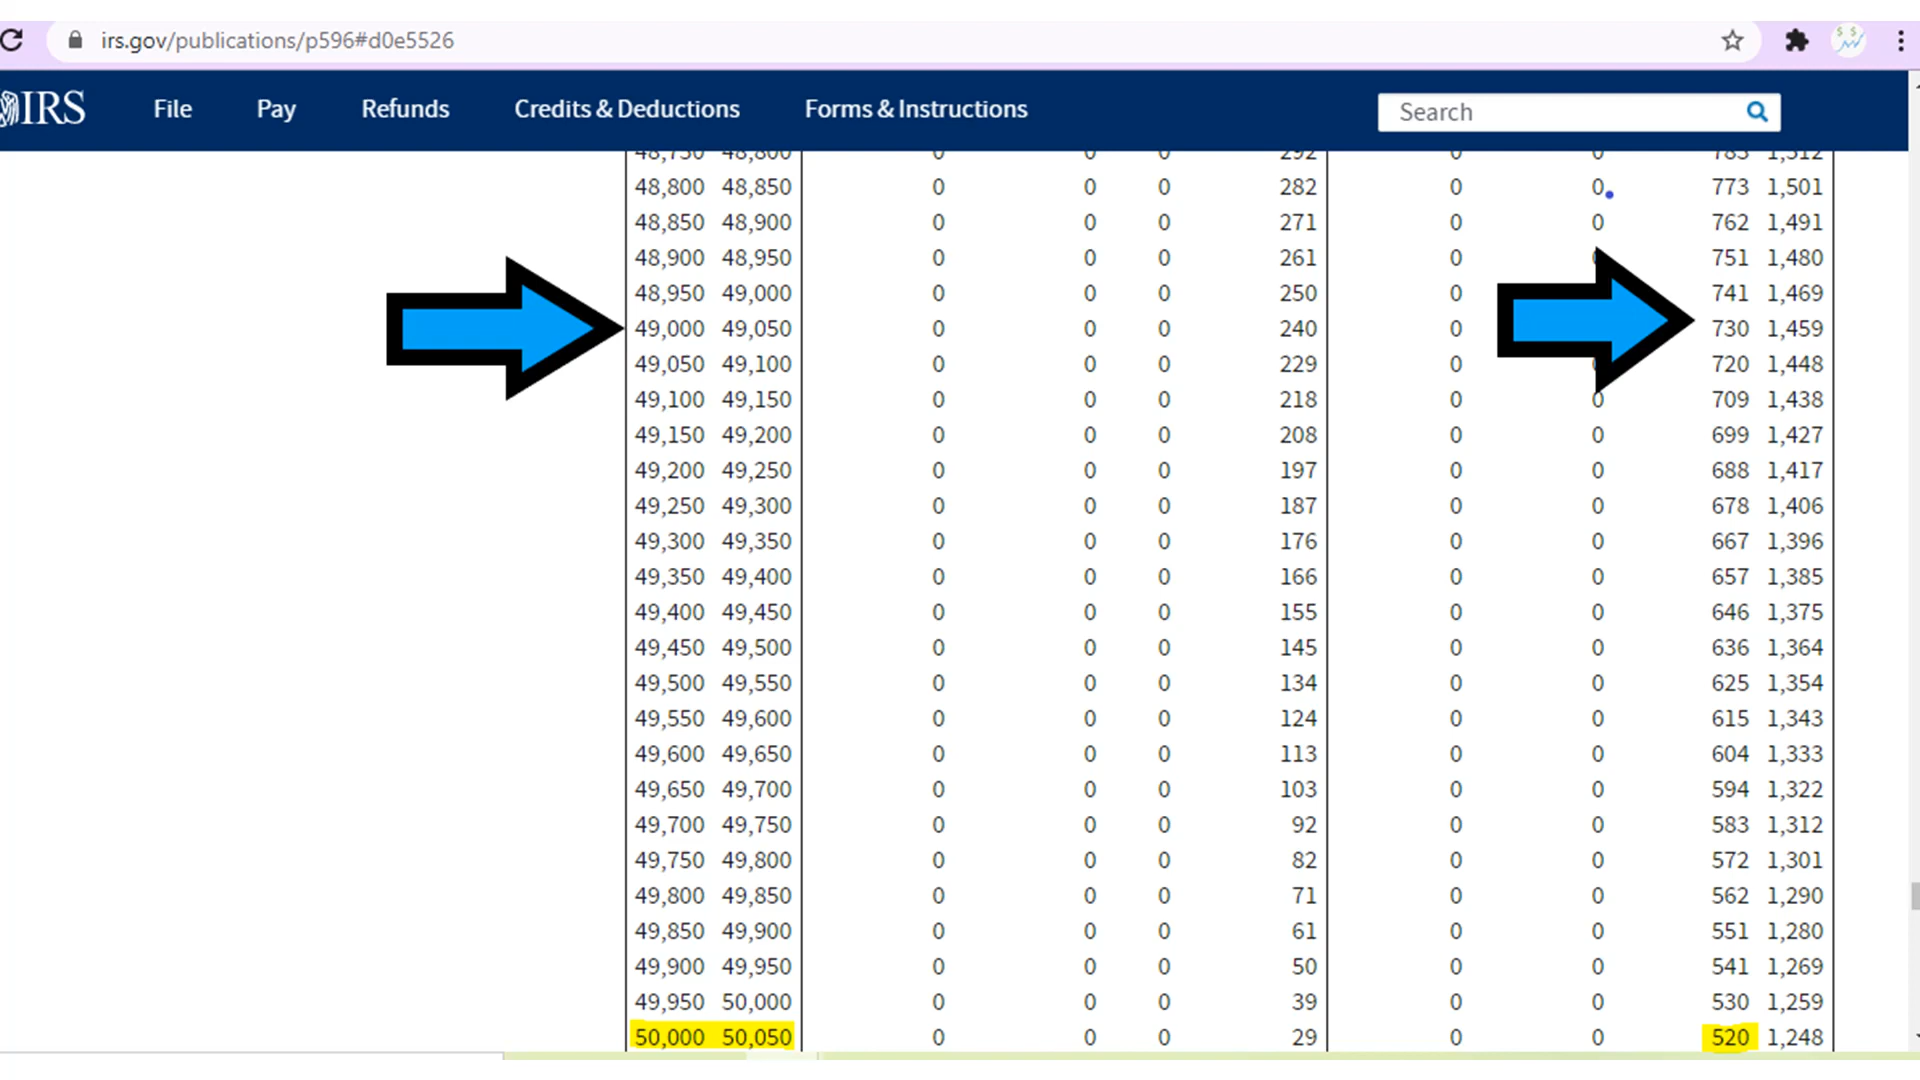 irs.gov/publications/p596#d0e5526
IRS File Pay Refunds Credits & Deductions Forms & Instructions Search
48,750 48,800 0 0 0 292 0 0 783 1,512
48,800 48,850 0 0 0 282 0 0 773 1,501
48,850 48,900 0 0 0 271 0 0 762 1,491
48,900 48,950 0 0 0 261 0 751 1,480
48,950 49,000 0 0 0 250 0 741 1,469
49,000 49,050 0 0 0 240 0 730 1,459
49,050 49,100 0 0 0 229 0 720 1,448
49,100 49,150 0 0 0 218 0 0 709 1,438
49,150 49,200 0 0 0 208 0 0 699 1,427
49,200 49,250 0 0 0 197 0 0 688 1,417
49,250 49,300 0 0 0 187 0 0 678 1,406
49,300 49,350 0 0 0 176 0 0 667 1,396
49,350 49,400 0 0 0 166 0 0 657 1,385
49,400 49,450 0 0 0 155 0 0 646 1,375
49,450 49,500 0 0 0 145 0 0 636 1,364
49,500 49,550 0 0 0 134 0 0 625 1,354
49,550 49,600 0 0 0 124 0 0 615 1,343
49,600 49,650 0 0 0 113 0 0 604 1,333
49,650 49,700 0 0 0 103 0 0 594 1,322
49,700 49,750 0 0 0 92 0 0 583 1,312
49,750 49,800 0 0 0 82 0 0 572 1,301
49,800 49,850 0 0 0 71 0 0 562 1,290
49,850 49,900 0 0 0 61 0 0 551 1,280
49,900 49,950 0 0 0 50 0 0 541 1,269
49,950 50,000 0 0 0 39 0 0 530 1,259
50,000 50,050 0 0 0 29 0 0 520 1,248